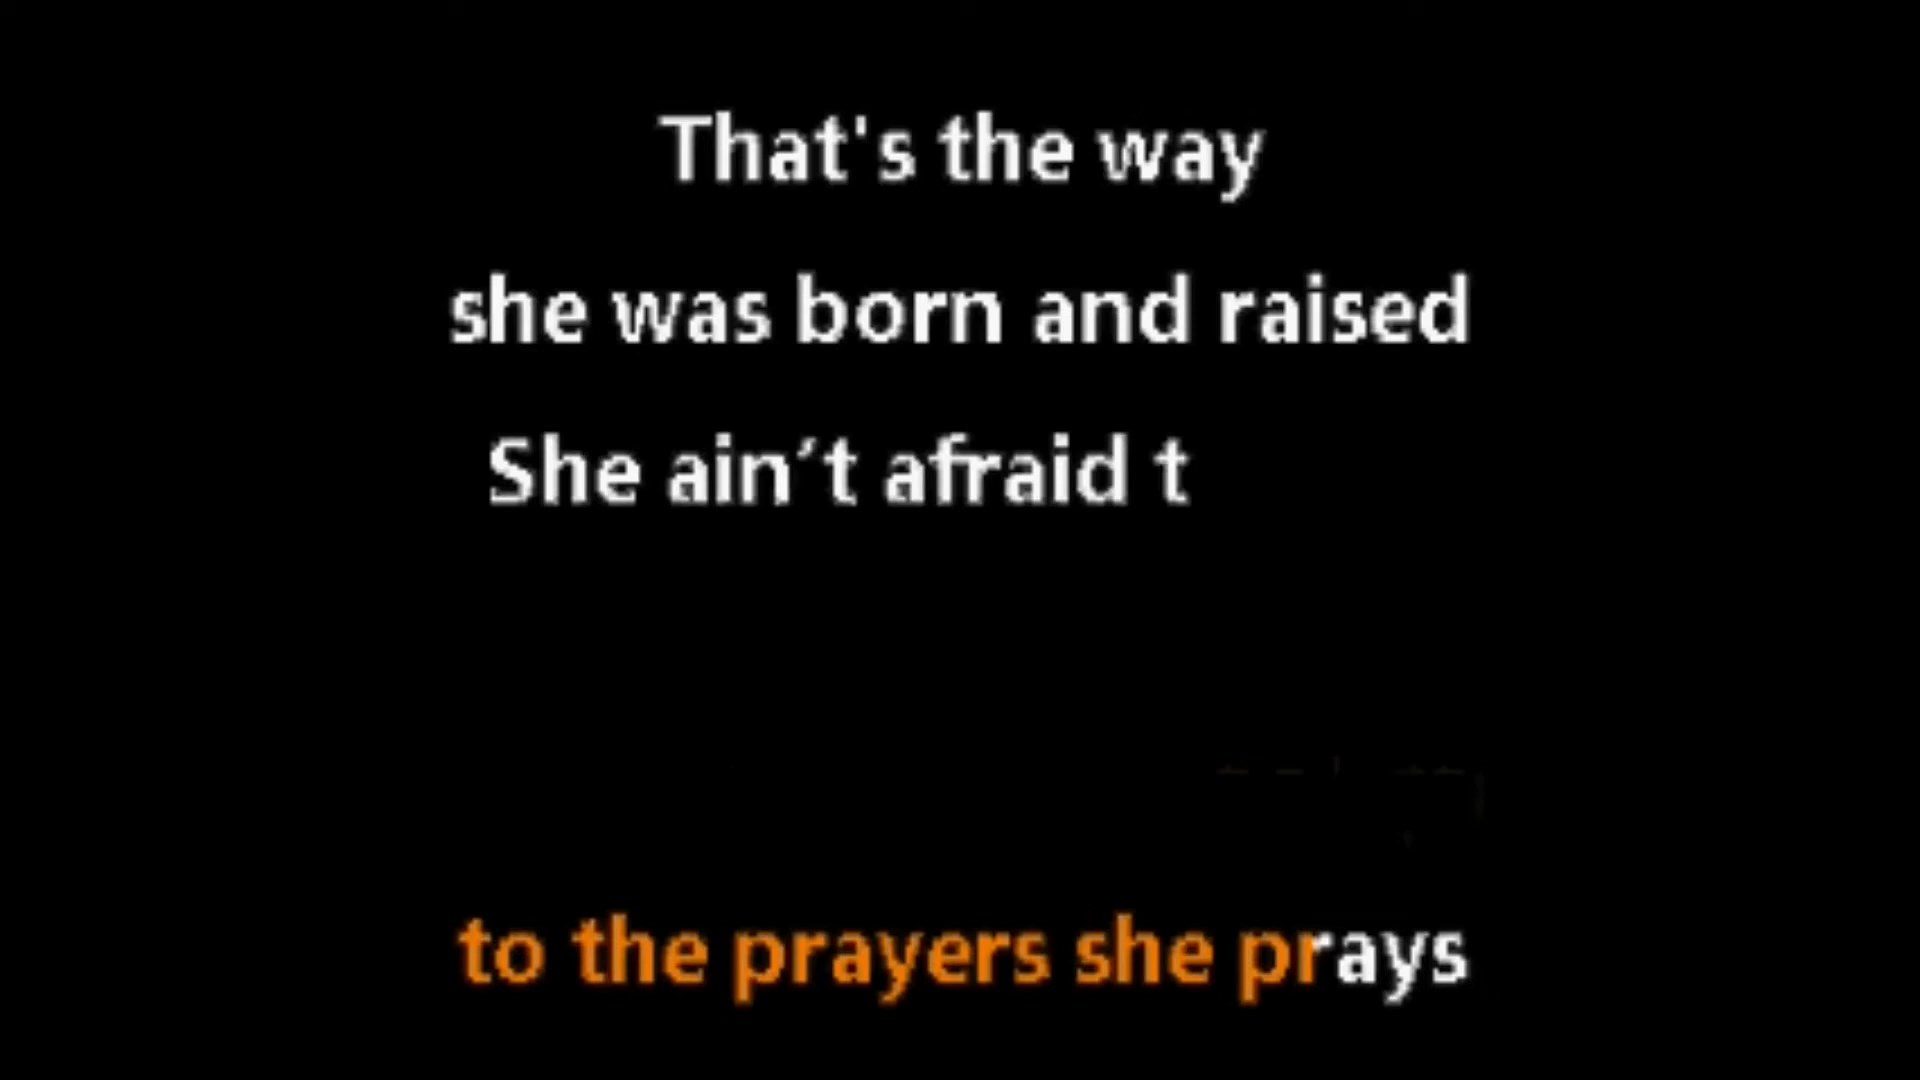 That's the way
she was born and raised
She ain’t afraid t
to the prayers she prays